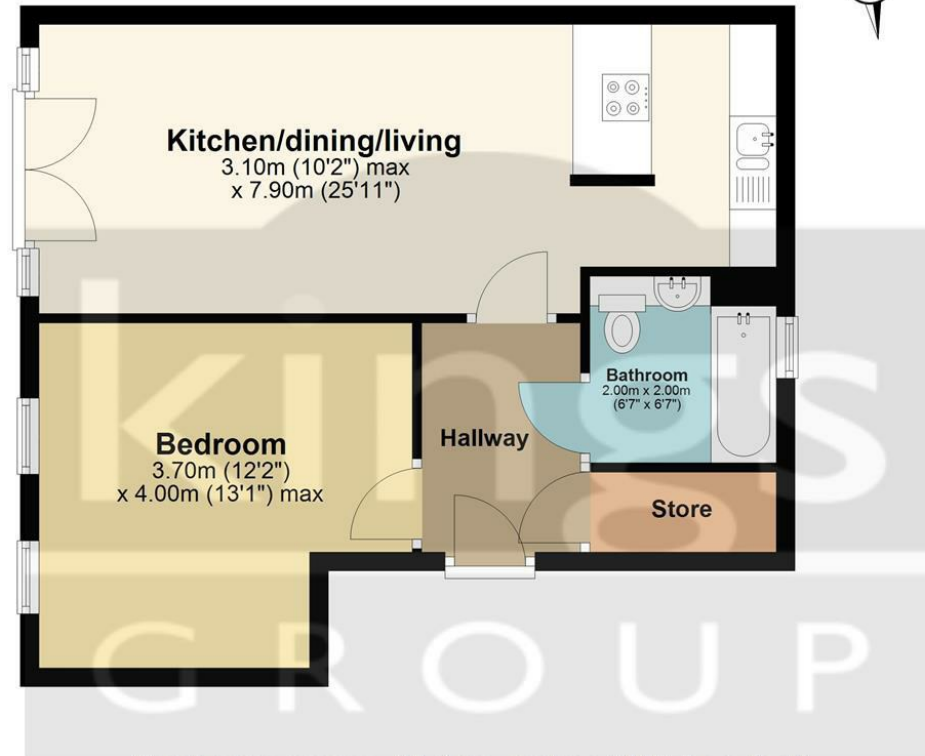 Kitchen/dining/living
3.10m (10'2") max
x 7.90m (25'11")
Bathroom
2.00m x 2.00m
(6'7" x 6'7")
Bedroom
3.70m (12'2")
x 4.00m (13'1") max
Hallway
Store
kings
GROUP